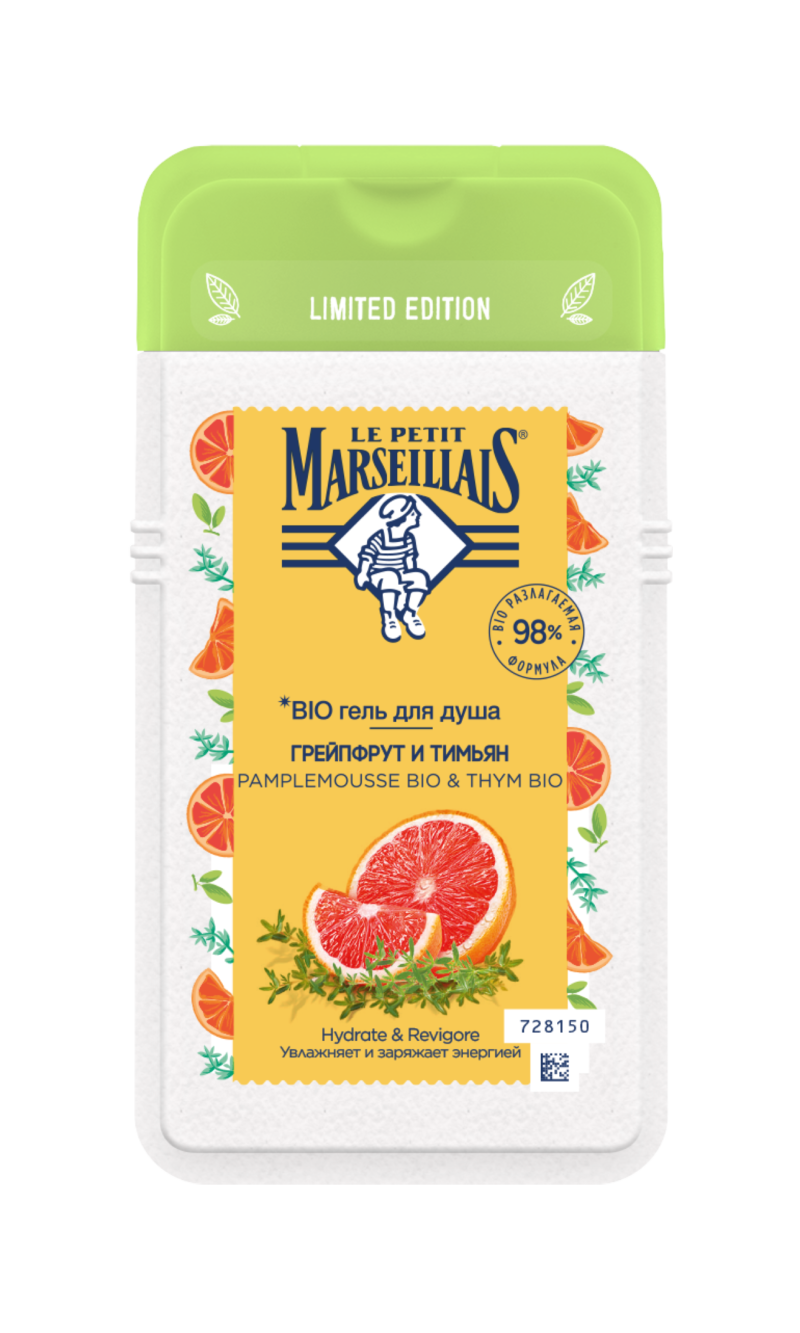 LIMITED EDITION
LE PETIT
MARSEILLAIS®
BIO РАЗЛАГАЕМАЯ
98%
ФОРМУЛА
*BIO гель для душа
ГРЕЙПФРУТ И ТИМЬЯН
PAMPLEMOUSSE BIO & THYM BIO
Hydrate & Revigore
Увлажняет и заряжает энергией
728150